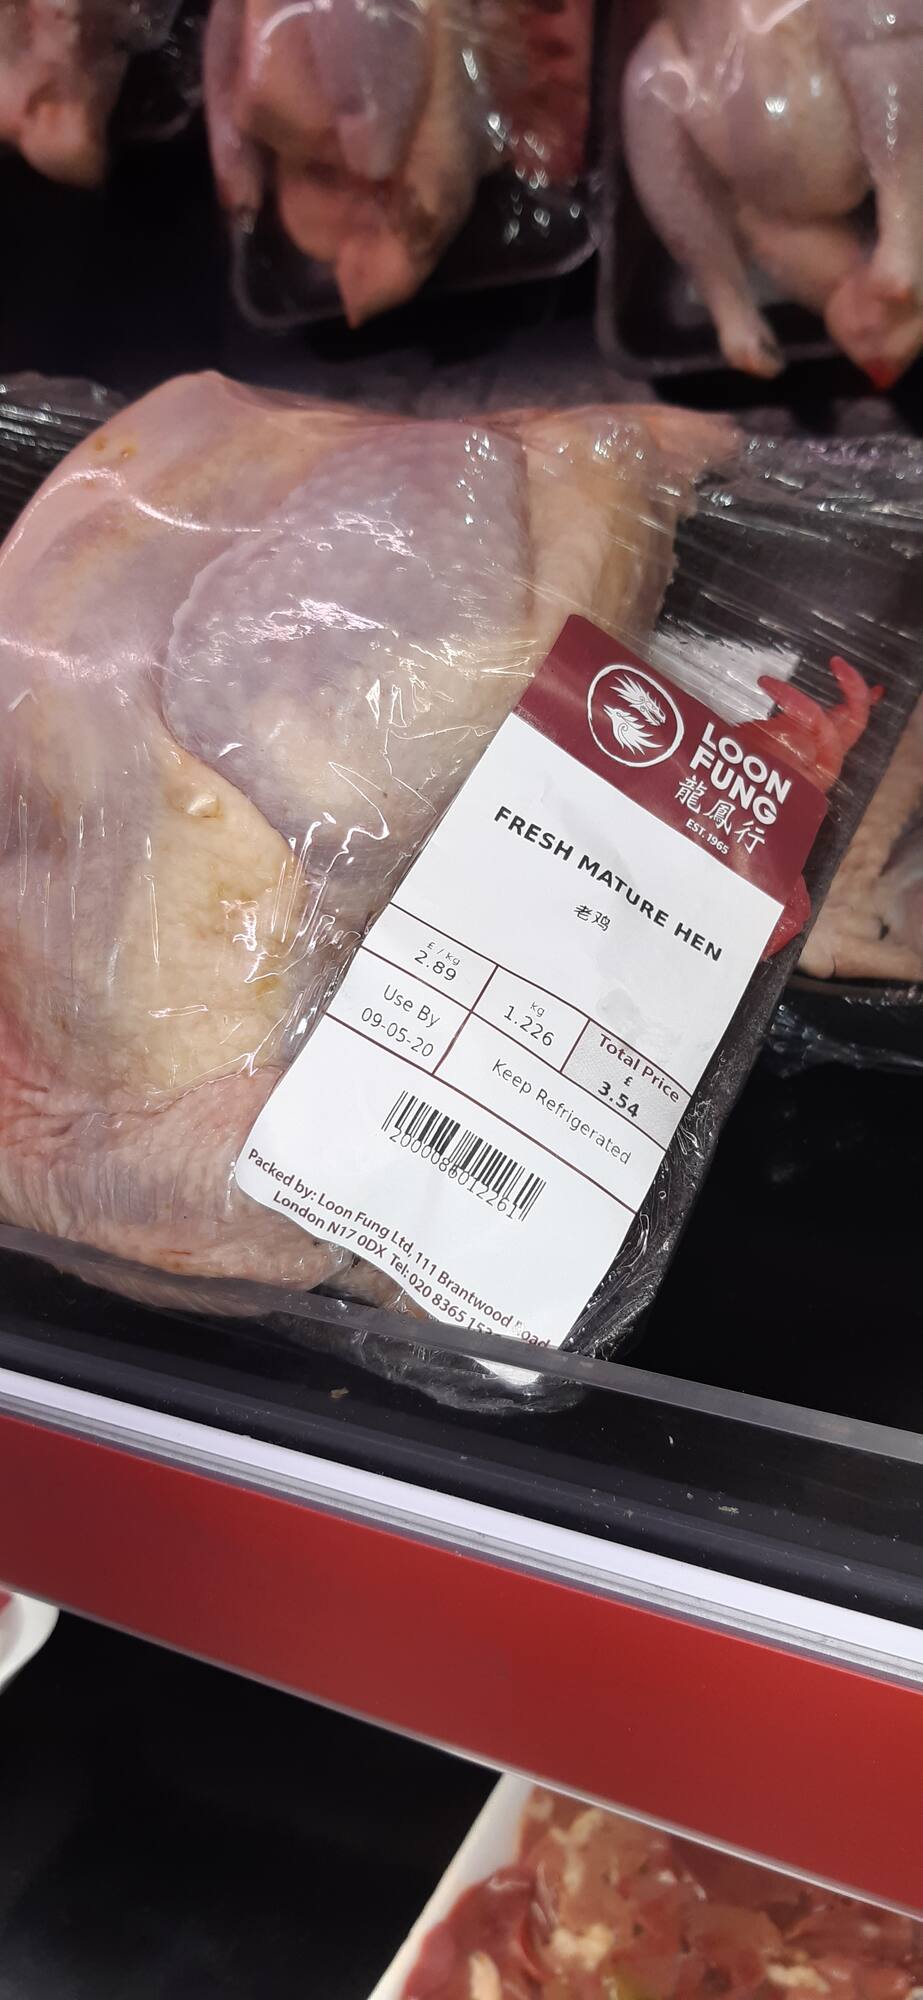 LOON
FUNG
龍鳳行
EST. 1965
FRESH MATURE HEN
老鸡
£ / kg
2.89
kg
1.226
Total Price
£
3.54
Use By
09-05-20
Keep Refrigerated
2000086012261
Packed by: Loon Fung Ltd, 111 Brantwood Road
London N17 0DX Tel: 020 8365